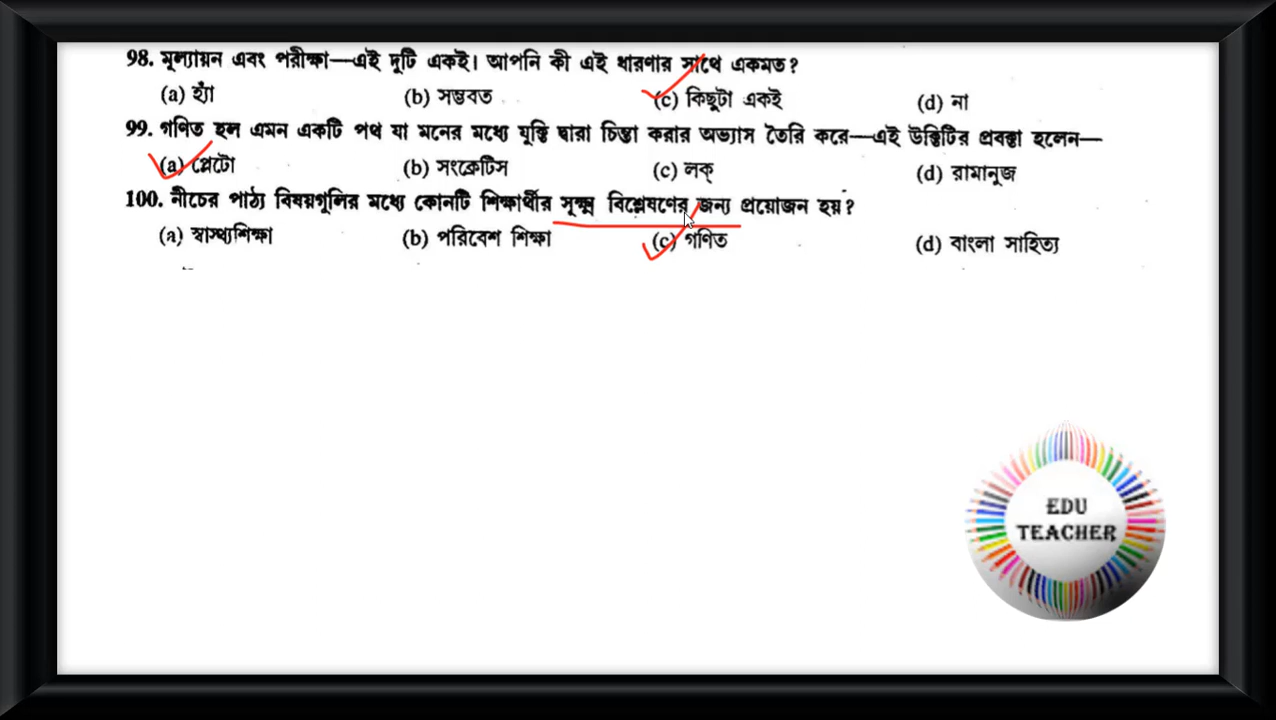 98. মূল্যায়ন এবং পরীক্ষা—এই দুটি একই। আপনি কী এই ধারণার সাথে একমত?
(a) হ্যাঁ (b) সম্ভবত (c) কিছুটা একই (d) না
99. গণিত হল এমন একটি পথ যা মনের মধ্যে যুক্তি দ্বারা চিন্তা করার অভ্যাস তৈরি করে—এই উক্তিটির প্রবক্তা হলেন—
(a) প্লেটো (b) সংক্রেটিস (c) লক্ (d) রামানুজ
100. নীচের পাঠ্য বিষয়গুলির মধ্যে কোনটি শিক্ষার্থীর সূক্ষ্ম বিশ্লেষণের জন্য প্রয়োজন হয়?
(a) স্বাস্থ্যশিক্ষা (b) পরিবেশ শিক্ষা (c) গণিত (d) বাংলা সাহিত্য
EDU
TEACHER